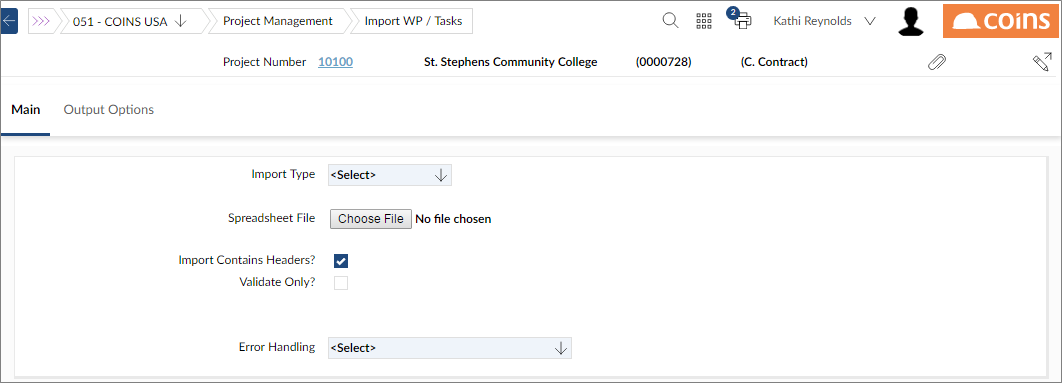 051 - COINS USA Project Management Import WP / Tasks 2 Kathi Reynolds COINS
Project Number 10100 St. Stephens Community College (0000728) (C. Contract)
Main Output Options
Import Type <Select>
Spreadsheet File Choose File No file chosen
Import Contains Headers?
Validate Only?
Error Handling <Select>